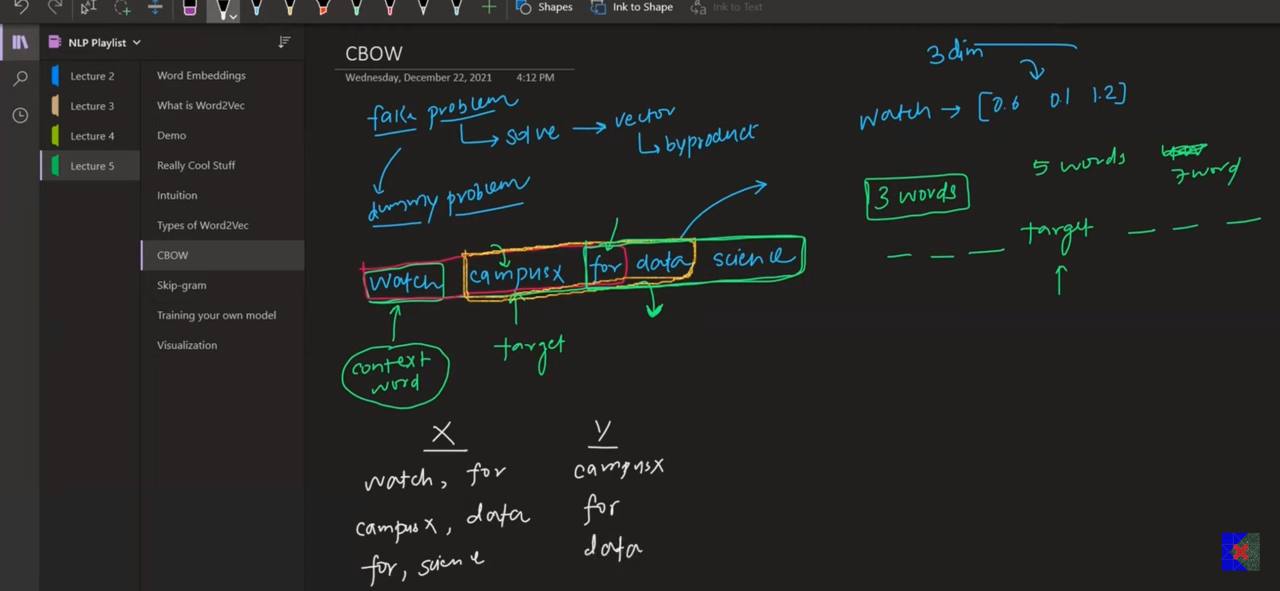 Shapes
Ink to Shape
Ink to Text
NLP Playlist
Lecture 2
Lecture 3
Lecture 4
Lecture 5
Word Embeddings
What is Word2Vec
Demo
Really Cool Stuff
Intuition
Types of Word2Vec
CBOW
Skip-gram
Training your own model
Visualization
CBOW
Wednesday, December 22, 2021 4:12 PM
fake problem
solve → vector
byproduct
dummy problem
watch campusx for data science
context word
target
X Y
watch, for campusx
campusx, data for
for, science data
3 dim
watch → [0.6 0.1 1.2]
3 words 5 words 7 word
_ _ _ target _ _ _